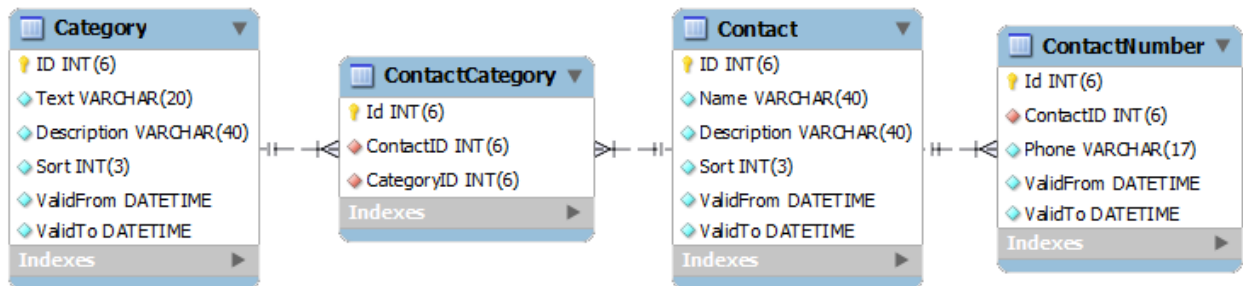 Category
ID INT(6)
Text VARCHAR(20)
Description VARCHAR(40)
Sort INT(3)
ValidFrom DATETIME
ValidTo DATETIME
Indexes
ContactCategory
Id INT(6)
ContactID INT(6)
CategoryID INT(6)
Indexes
Contact
ID INT(6)
Name VARCHAR(40)
Description VARCHAR(40)
Sort INT(3)
ValidFrom DATETIME
ValidTo DATETIME
Indexes
ContactNumber
Id INT(6)
ContactID INT(6)
Phone VARCHAR(17)
ValidFrom DATETIME
ValidTo DATETIME
Indexes